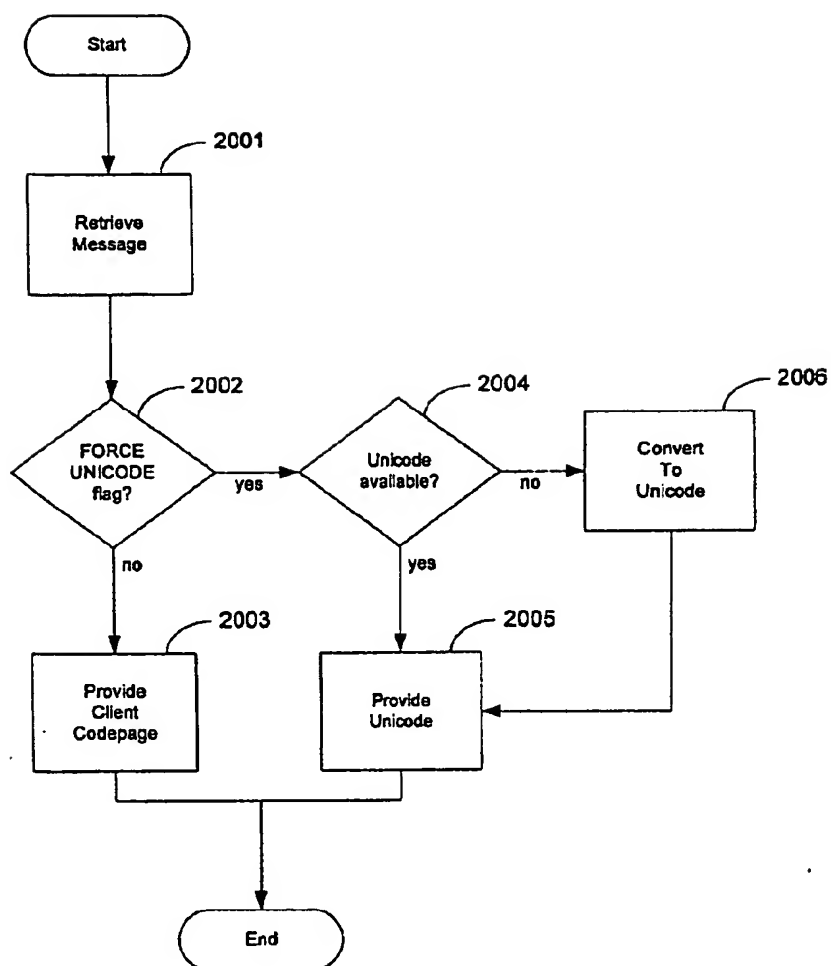 Start
2001
Retrieve
Message
2002
FORCE
UNICODE
flag?
yes
no
2004
Unicode
available?
no
yes
2006
Convert
To
Unicode
2003
Provide
Client
Codepage
2005
Provide
Unicode
End